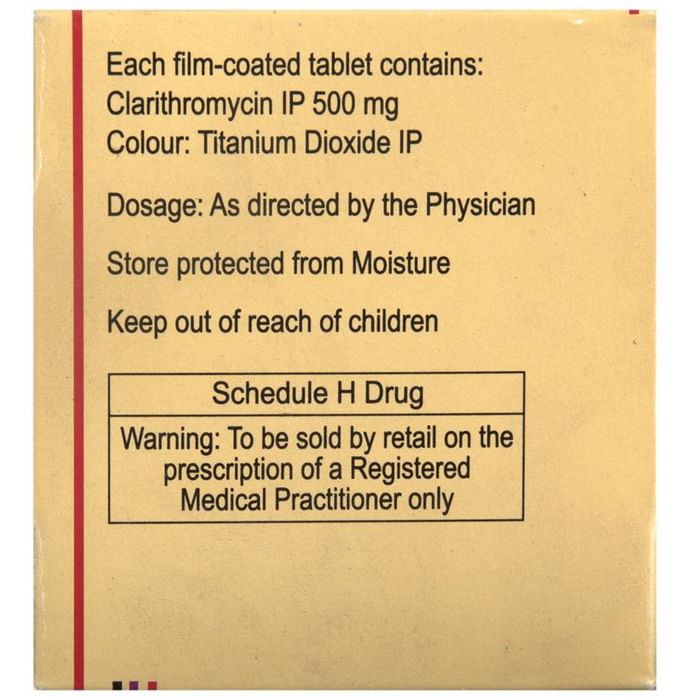 Each film-coated tablet contains:
Clarithromycin IP 500 mg
Colour: Titanium Dioxide IP
Dosage: As directed by the Physician
Store protected from Moisture
Keep out of reach of children
Schedule H Drug
Warning: To be sold by retail on the
prescription of a Registered
Medical Practitioner only